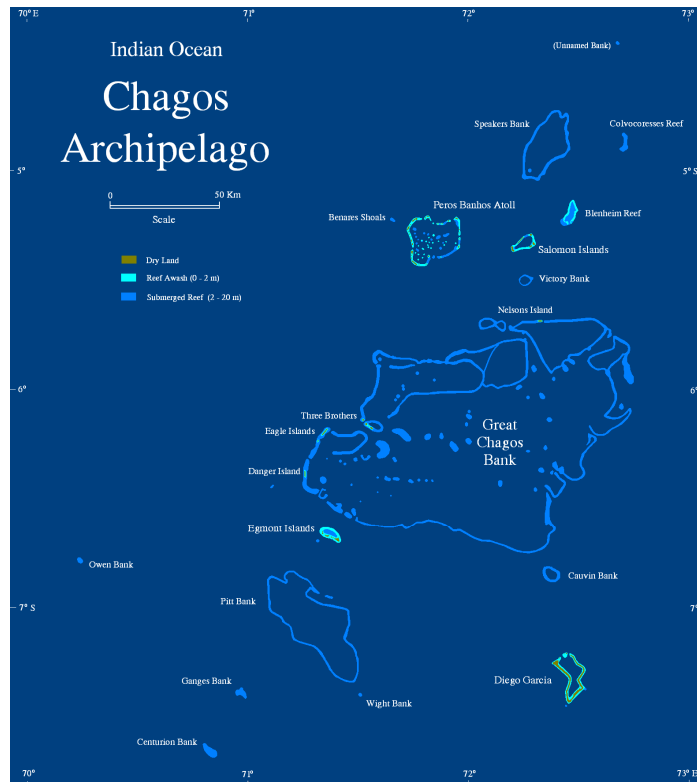 70° E
71°
72°
73°
Indian Ocean
(Unnamed Bank)
Chagos
Archipelago
Speakers Bank
Colvocoresses Reef
5°
5° S
0
50 Km
Scale
Peros Banhos Atoll
Benares Shoals
Blenheim Reef
Salomon Islands
Dry Land
Reef Awash (0 - 2 m)
Submerged Reef (2 - 20 m)
Victory Bank
Nelsons Island
6°
6°
Three Brothers
Eagle Islands
Great
Chagos
Bank
Danger Island
Egmont Islands
Owen Bank
Cauvin Bank
Pitt Bank
7° S
7°
Ganges Bank
Diego Garcia
Wight Bank
Centurion Bank
70°
71°
72°
73°